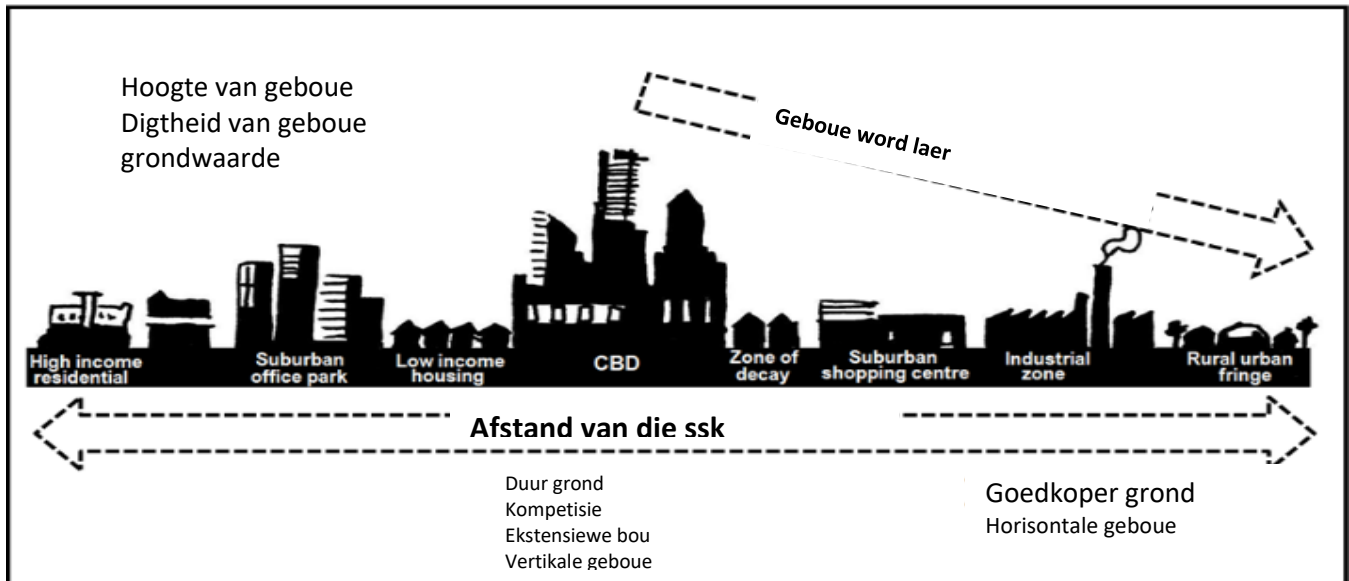 Hoogte van geboue
Digtheid van geboue
grondwaarde
Geboue word laer
High income
residential
Suburban
office park
Low income
housing
CBD
Zone of
decay
Suburban
shopping centre
Industrial
zone
Rural urban
fringe
Afstand van die ssk
Duur grond
Kompetisie
Ekstensiewe bou
Vertikale geboue
Goedkoper grond
Horisontale geboue